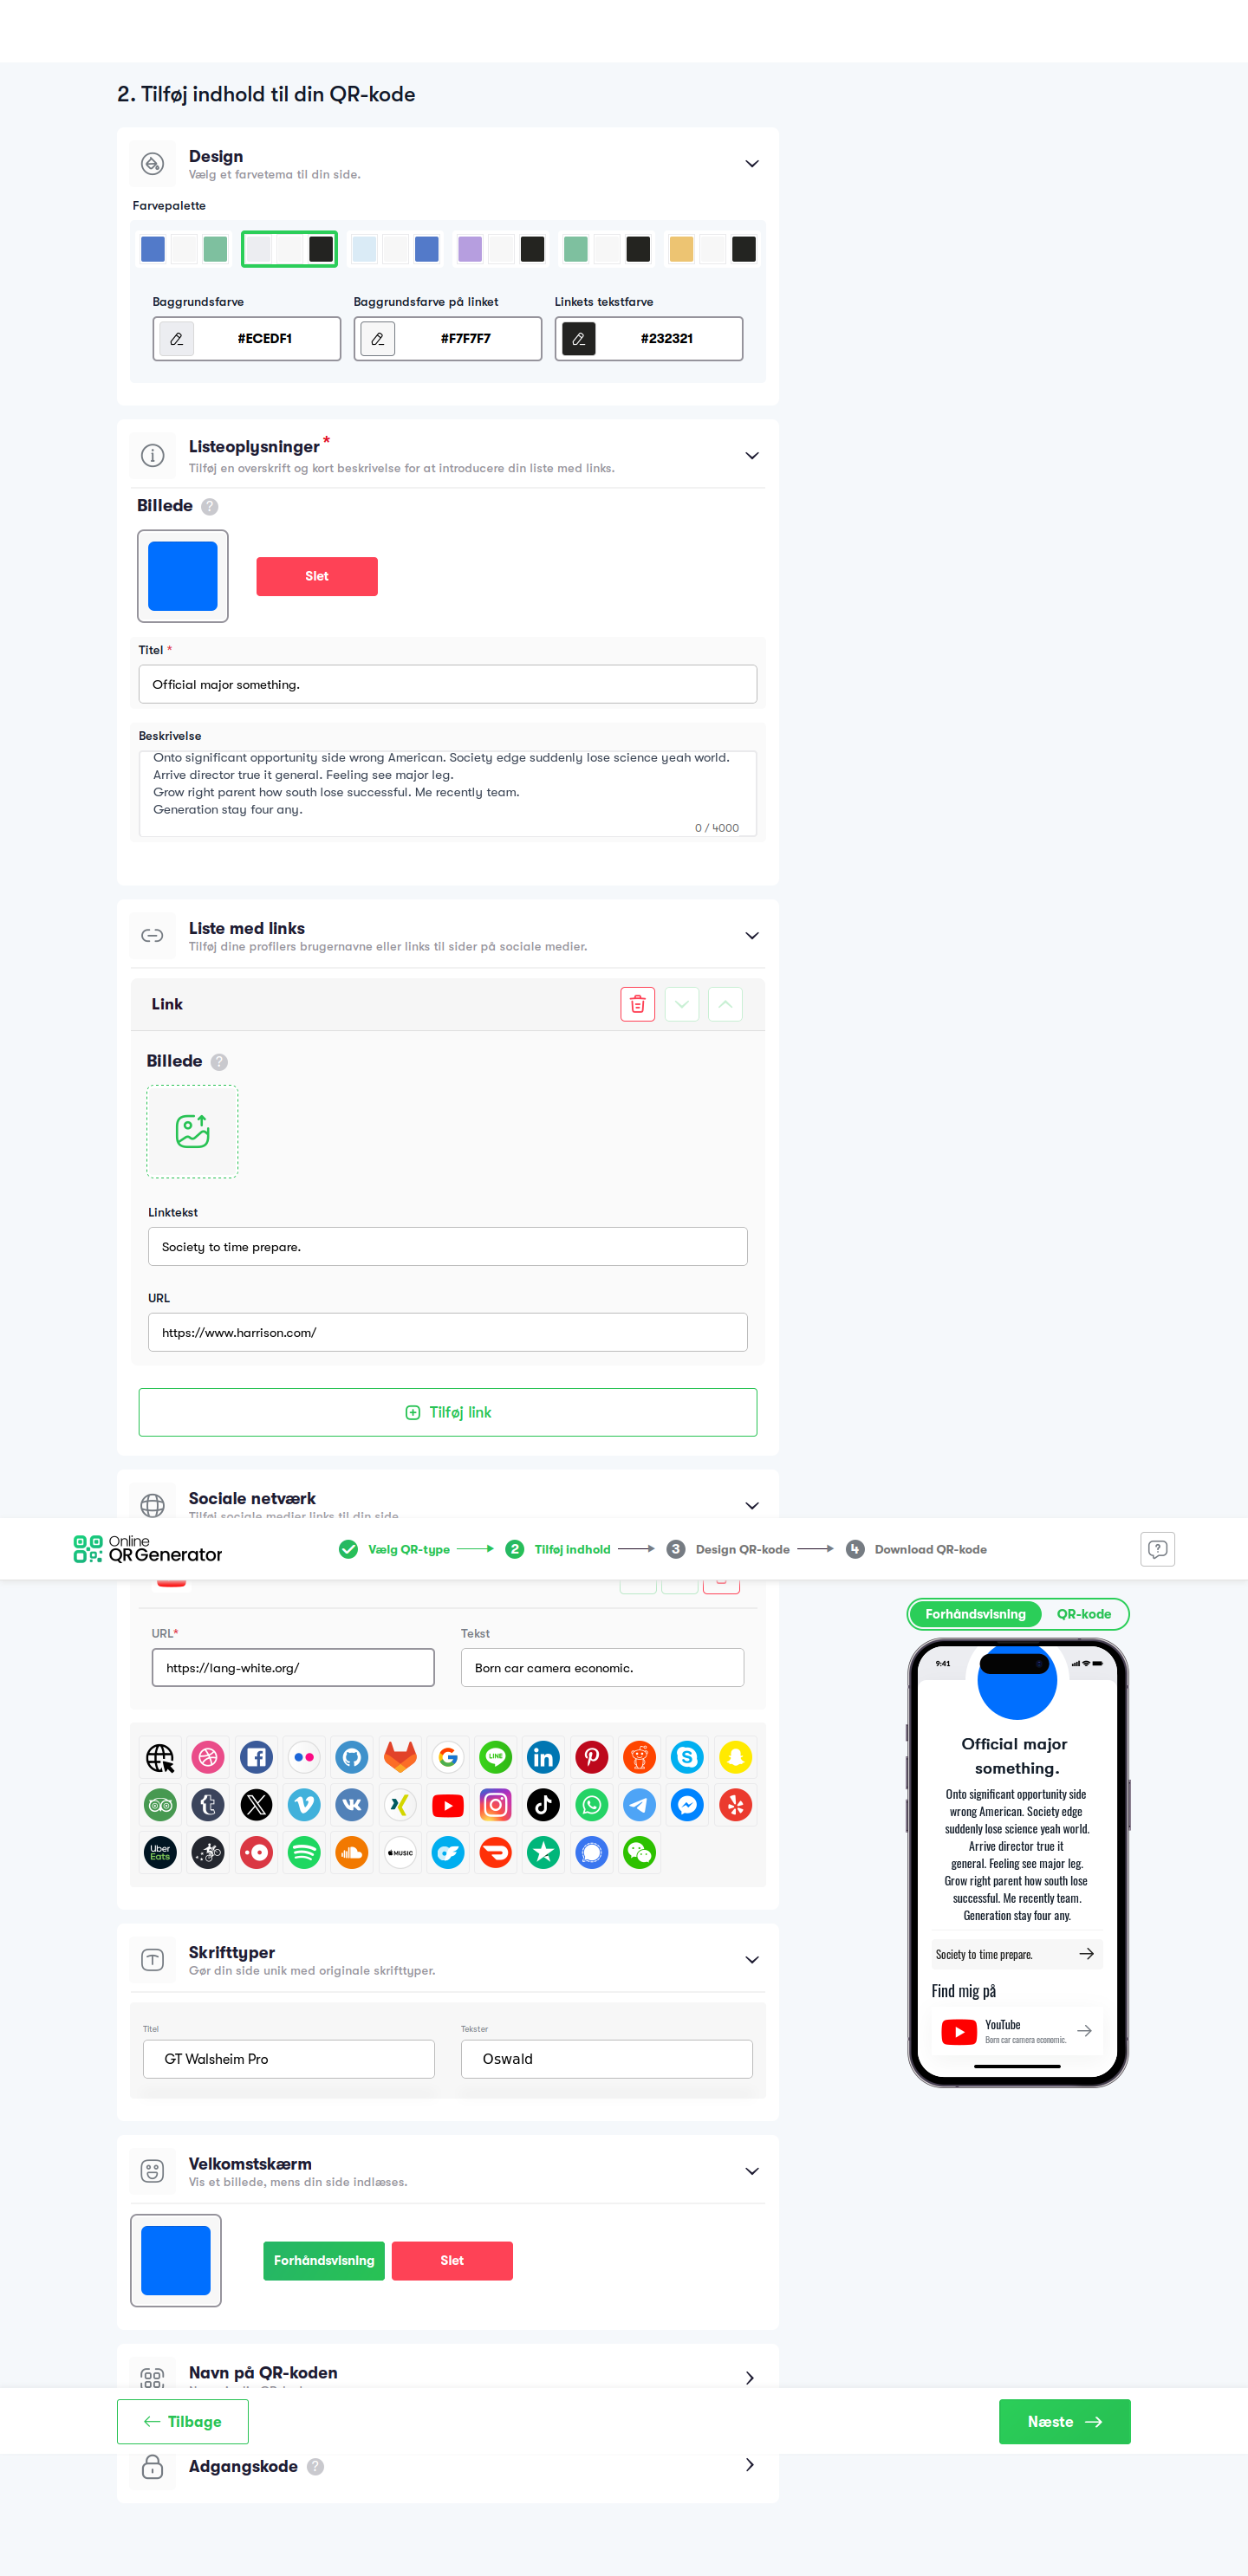 2. Tilføj indhold til din QR-kode
Design
Vælg et farvetema til din side.
Farvepalette
Baggrundsfarve
Baggrundsfarve på linket
Linkets tekstfarve
#ECEDF1
#F7F7F7
#232321
Listeoplysninger *
Tilføj en overskrift og kort beskrivelse for at introducere din liste med links.
Billede ?
Slet
Titel *
Official major something.
Beskrivelse
Onto significant opportunity side wrong American. Society edge suddenly lose science yeah world.
Arrive director true it general. Feeling see major leg.
Grow right parent how south lose successful. Me recently team.
Generation stay four any.
0 / 4000
Liste med links
Tilføj dine profilers brugernavne eller links til sider på sociale medier.
Link
Billede ?
Linktekst
Society to time prepare.
URL
https://www.harrison.com/
Tilføj link
Sociale netværk
Tilføj sociale medier links til din side.
Online
QR Generator
Vælg QR-type
2 Tilføj indhold
3 Design QR-kode
4 Download QR-kode
URL*
Tekst
https://lang-white.org/
Born car camera economic.
LINE
Uber
Eats
MUSIC
Forhåndsvisning
QR-kode
9:41
Official major
something.
Onto significant opportunity side
wrong American. Society edge
suddenly lose science yeah world.
Arrive director true it
general. Feeling see major leg.
Grow right parent how south lose
successful. Me recently team.
Generation stay four any.
Society to time prepare.
Find mig på
YouTube
Born car camera economic.
Skrifttyper
Gør din side unik med originale skrifttyper.
Titel
Tekster
GT Walsheim Pro
Oswald
Velkomstskærm
Vis et billede, mens din side indlæses.
Forhåndsvisning
Slet
Navn på QR-koden
Tilbage
Næste
Adgangskode ?